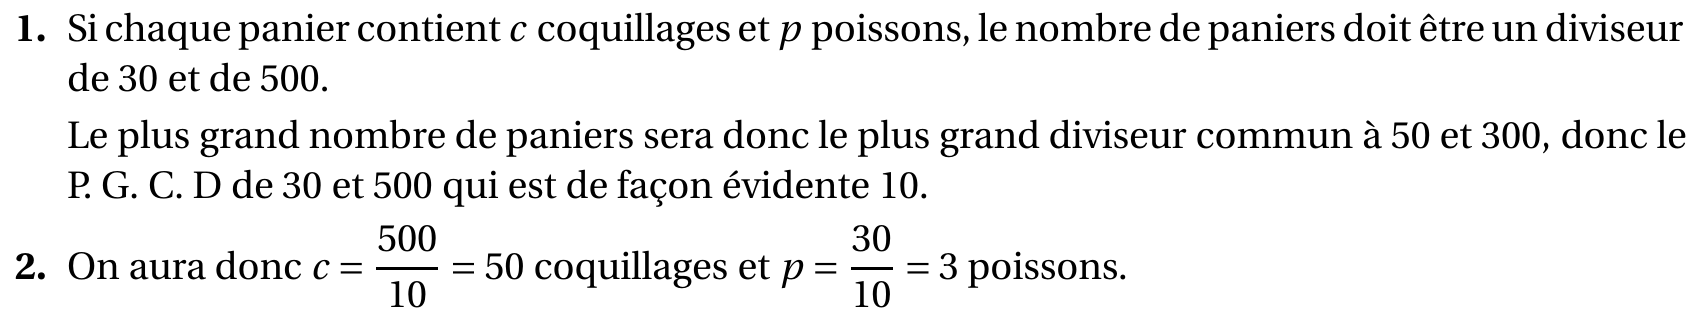 1. Si chaque panier contient c coquillages et p poissons, le nombre de paniers doit être un diviseur
de 30 et de 500.
Le plus grand nombre de paniers sera donc le plus grand diviseur commun à 50 et 300, donc le
P. G. C. D de 30 et 500 qui est de façon évidente 10.
2. On aura donc c = 500/10 = 50 coquillages et p = 30/10 = 3 poissons.